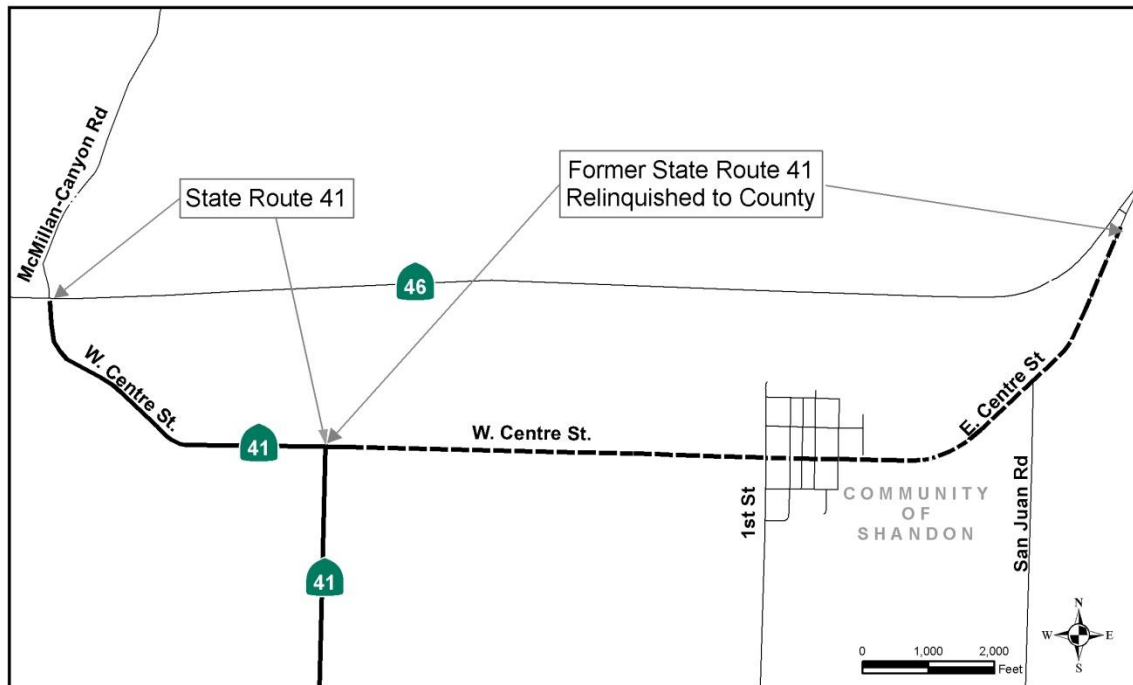 McMillan-Canyon Rd
State Route 41
Former State Route 41
Relinquished to County
46
W. Centre St.
41
W. Centre St.
E. Centre St
1st St
COMMUNITY
OF
SHANDON
San Juan Rd
41
N
W
E
S
0 1,000 2,000
Feet